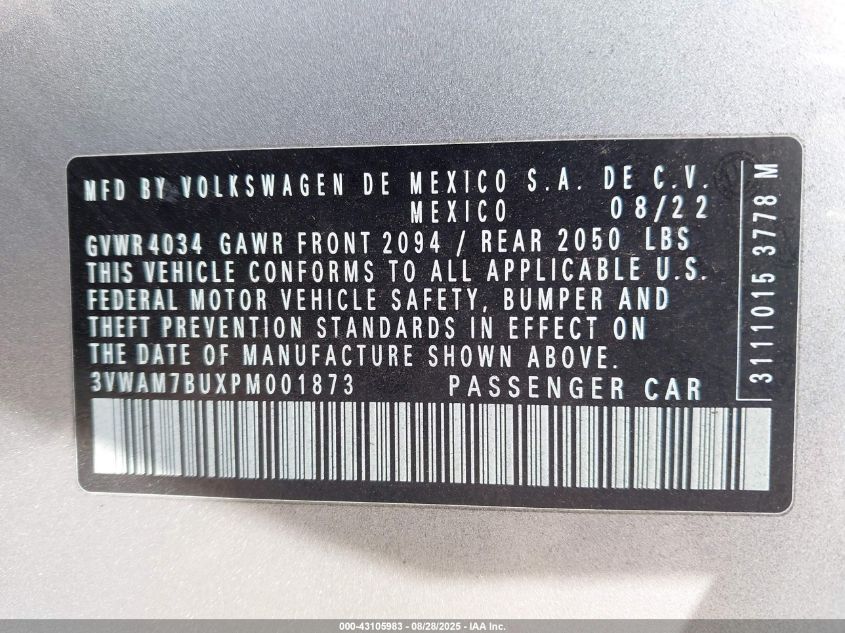 MFD BY VOLKSWAGEN DE MEXICO S.A. DE C.V.
MEXICO 08/22
GVWR 4034 GAWR FRONT 2094 / REAR 2050 LBS
THIS VEHICLE CONFORMS TO ALL APPLICABLE U.S.
FEDERAL MOTOR VEHICLE SAFETY, BUMPER AND
THEFT PREVENTION STANDARDS IN EFFECT ON
THE DATE OF MANUFACTURE SHOWN ABOVE.
3VWAM7BUXPM001873 PASSENGER CAR
3111015 3778 M
000-43105983 - 08/28/2025 - IAA Inc.